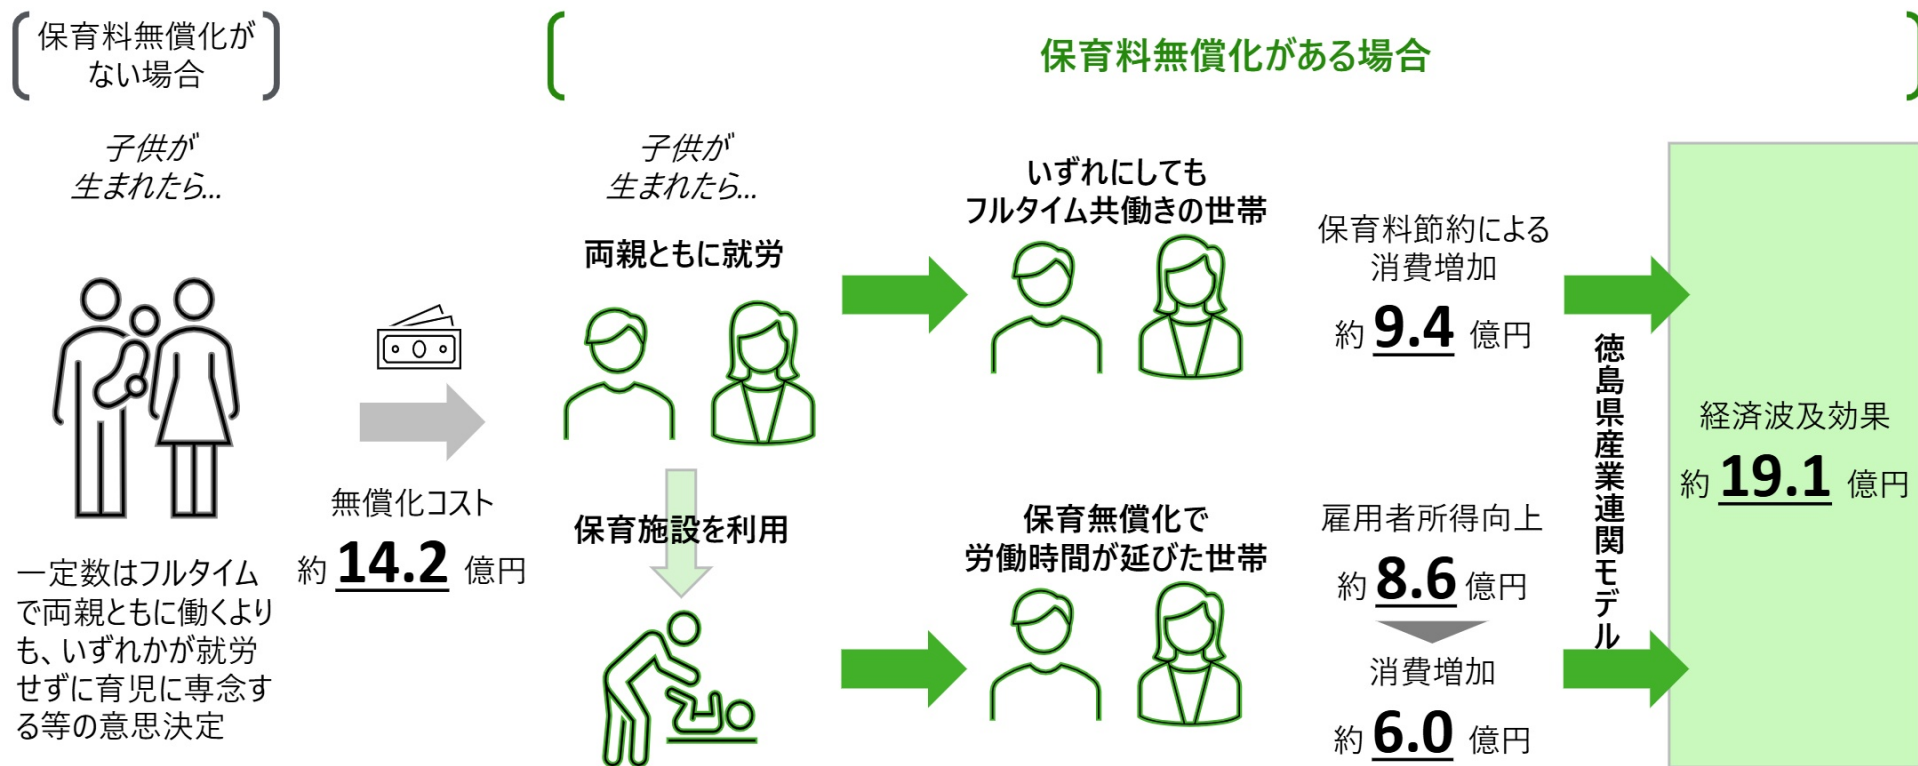 保育料無償化が
ない場合
子供が
生まれたら...
一定数はフルタイム
で両親ともに働くより
も、いずれかが就労
せずに育児に専念す
る等の意思決定
無償化コスト
約 14.2 億円
保育料無償化がある場合
子供が
生まれたら...
両親ともに就労
保育施設を利用
いずれにしても
フルタイム共働きの世帯
保育料節約による
消費増加
約 9.4 億円
保育無償化で
労働時間が延びた世帯
雇用者所得向上
約 8.6 億円
消費増加
約 6.0 億円
徳島県産業連関モデル
経済波及効果
約 19.1 億円